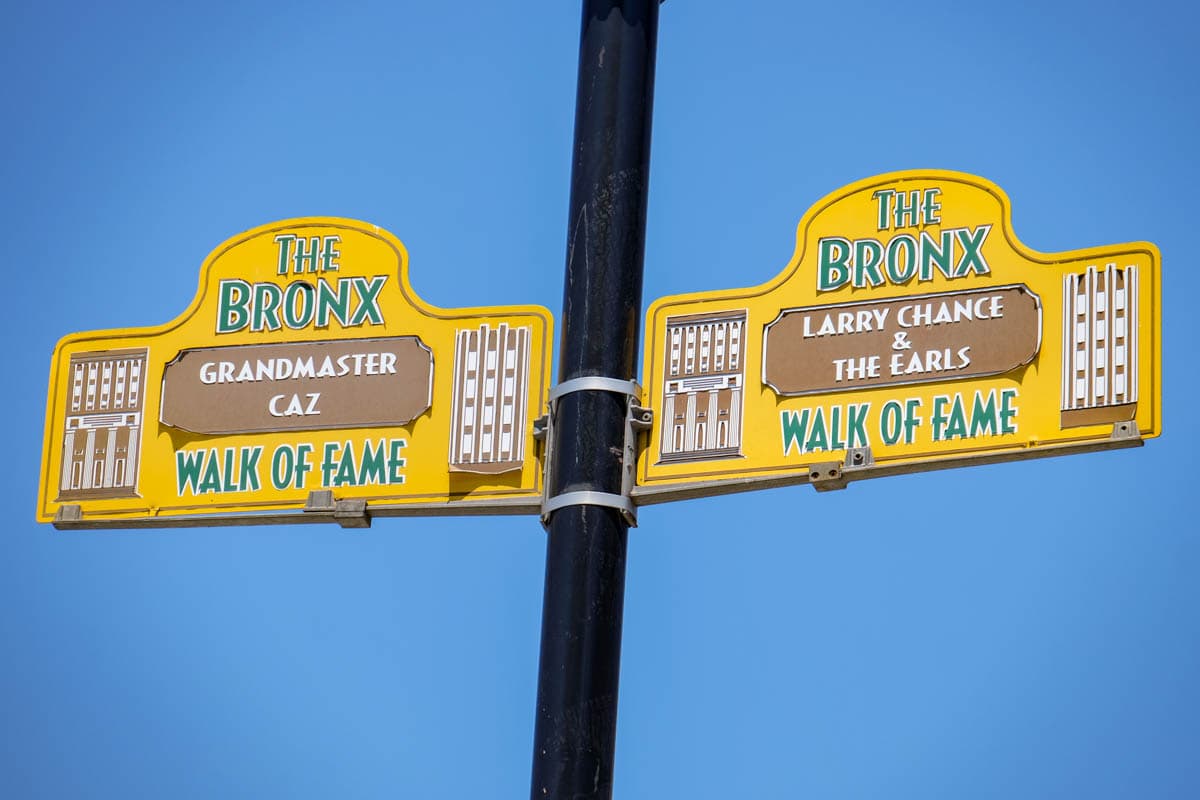 THE
BRONX
GRANDMASTER
CAZ
WALK OF FAME
THE
BRONX
LARRY CHANCE
&
THE EARLS
WALK OF FAME